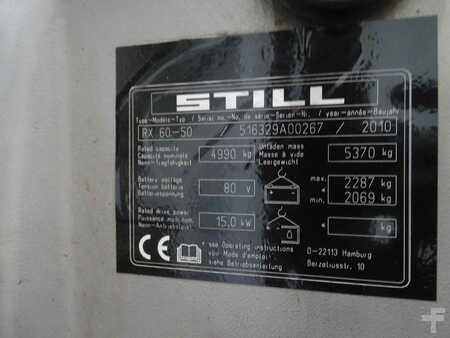 STILL
Type-Modèle-Typ / Serial no.-No. de série-Serien-Nr. / year-année-Baujahr
RX 60-50 / 516329A00267 / 2010
Rated capacity
Capacité nominale
Nenn-Tragfähigkeit
4990 kg
Unladen mass
Masse à vide
Leergewicht
5370 kg
Battery voltage
Tension batterie
Batteriespannung
80 V
max. 2287 kg
min. 2069 kg
Rated drive power
Puissance mot. nom.
Nenn-Antriebsleist.
15,0 kW
* kg
CE
* see Operating instructions
voir Mode d'emploi
siehe Betriebsanleitung
D-22113 Hamburg
Berzeliusstr. 10